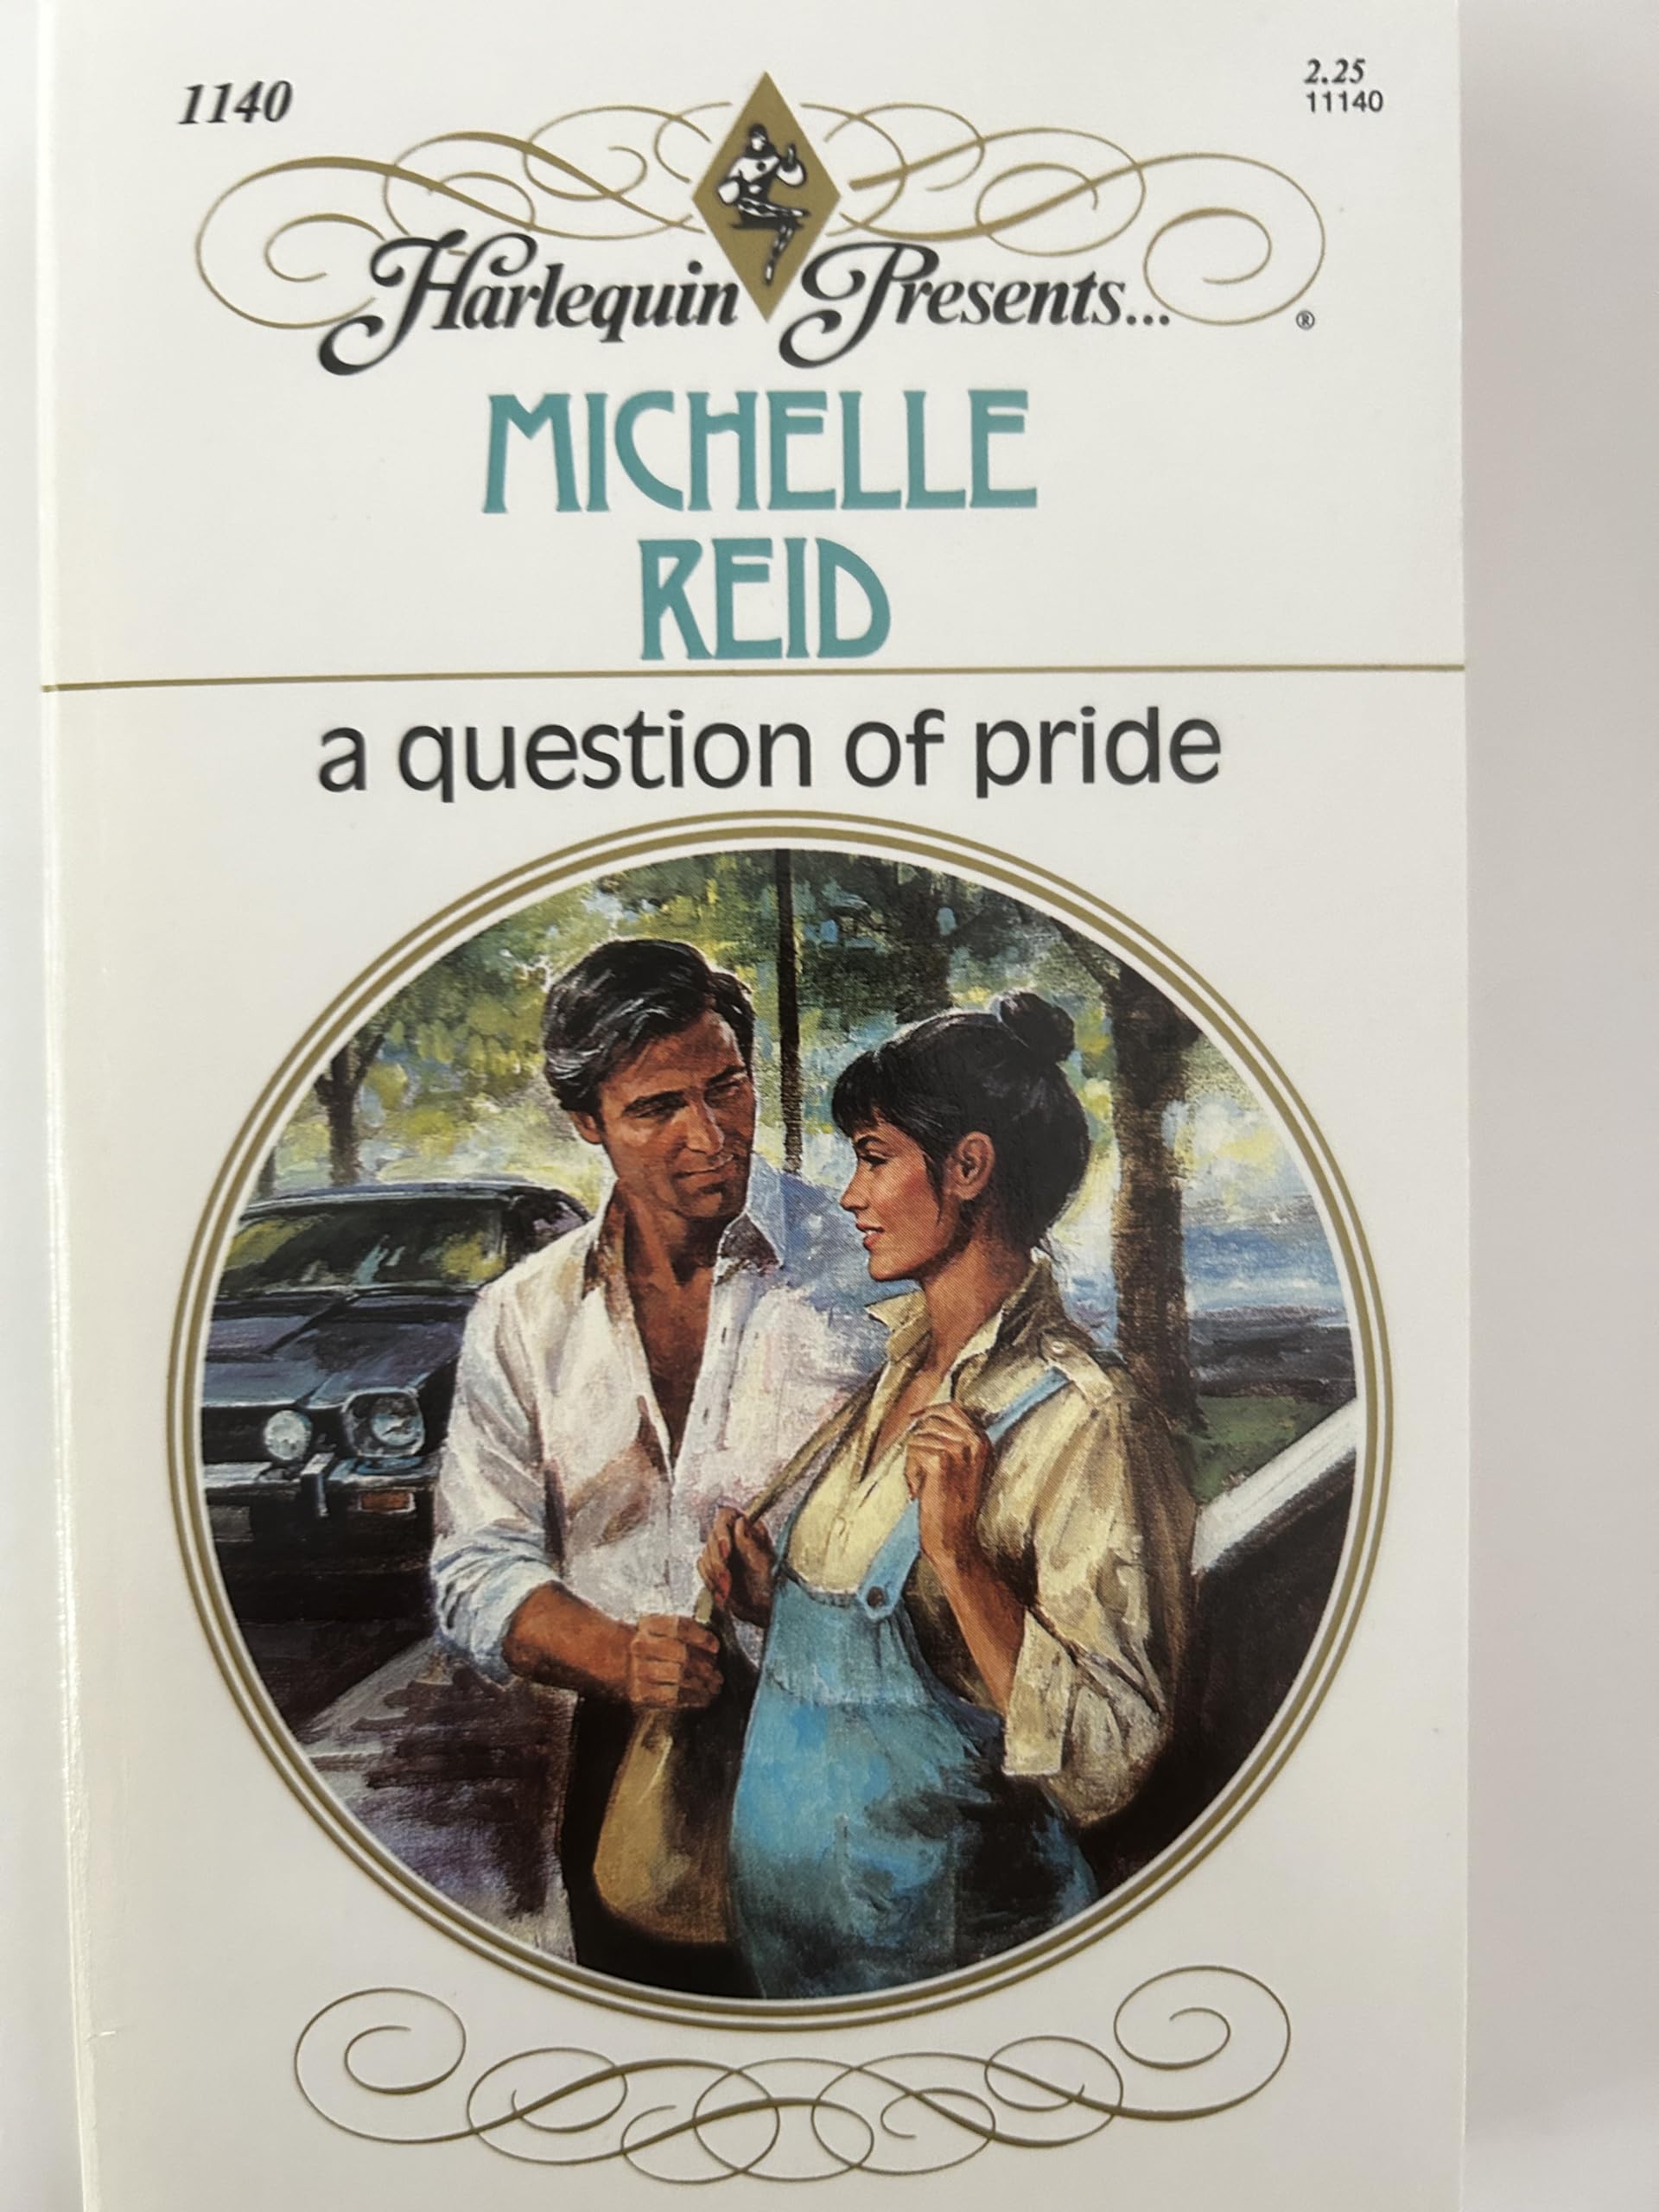 1140
2.25
11140
Harlequin Presents...®
MICHELLE
REID
a question of pride